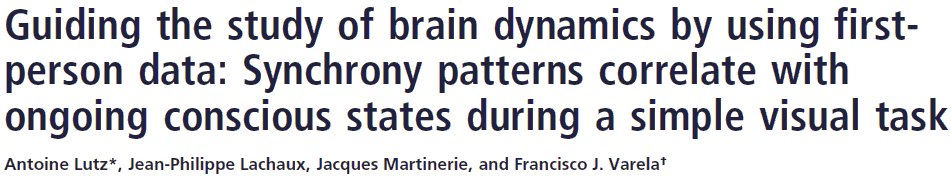 Guiding the study of brain dynamics by using first-
person data: Synchrony patterns correlate with
ongoing conscious states during a simple visual task
Antoine Lutz*, Jean-Philippe Lachaux, Jacques Martinerie, and Francisco J. Varela†